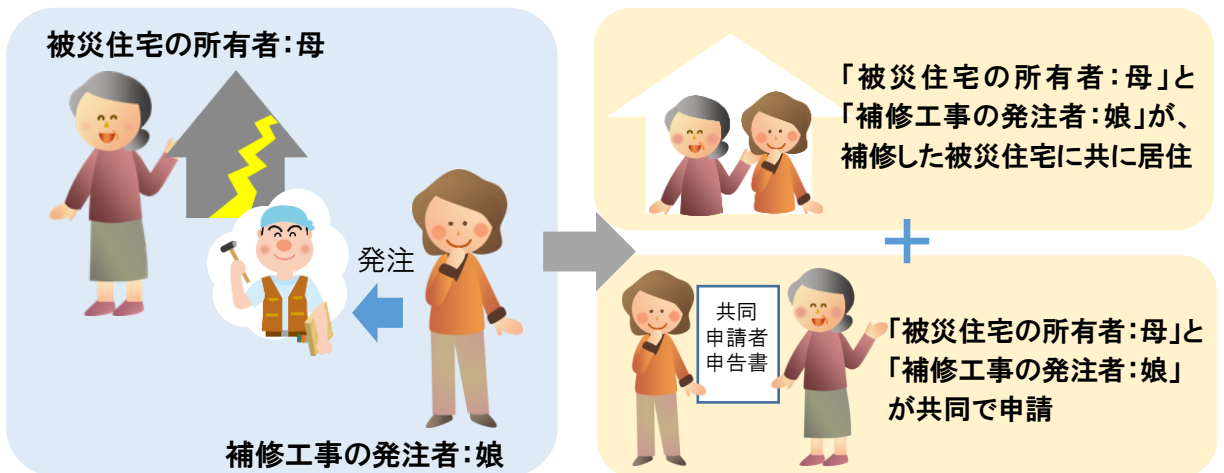 被災住宅の所有者：母
発注
補修工事の発注者：娘
「被災住宅の所有者：母」と
「補修工事の発注者：娘」が、
補修した被災住宅に共に居住
共同
申請者
申告書
「被災住宅の所有者：母」と
「補修工事の発注者：娘」
が共同で申請